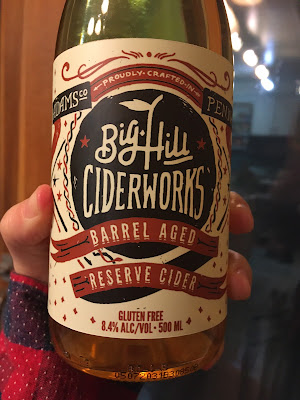 PROUDLY · CRAFTED · IN
ADAMS CO
PENN
Big Hill
CIDERWORKS
BARREL AGED
RESERVE CIDER
GLUTEN FREE
8.4% ALC/VOL • 500 ML